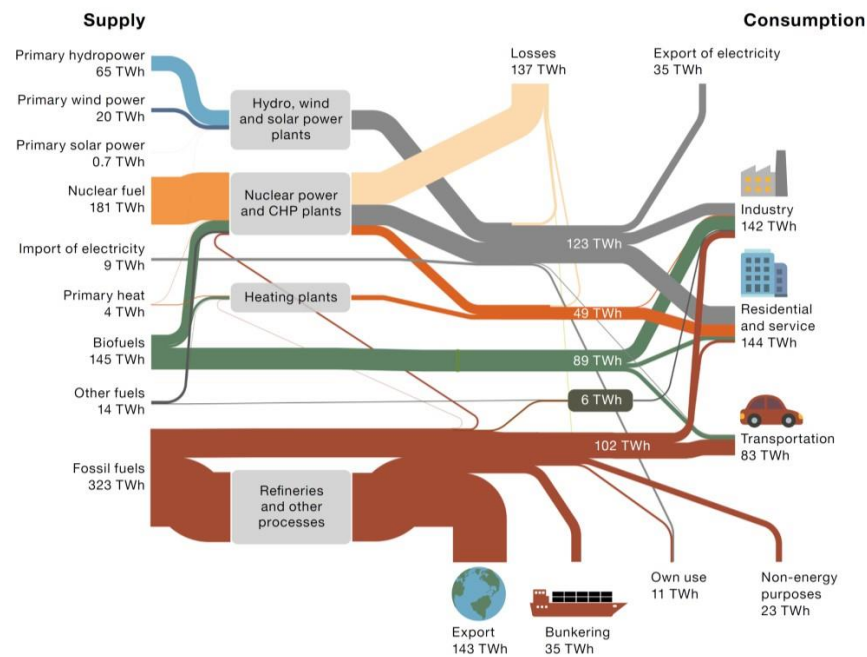 Supply
Consumption
Primary hydropower
65 TWh
Primary wind power
20 TWh
Primary solar power
0.7 TWh
Nuclear fuel
181 TWh
Import of electricity
9 TWh
Primary heat
4 TWh
Biofuels
145 TWh
Other fuels
14 TWh
Fossil fuels
323 TWh
Hydro, wind
and solar power
plants
Nuclear power
and CHP plants
Heating plants
Refineries
and other
processes
Losses
137 TWh
Export of electricity
35 TWh
123 TWh
49 TWh
89 TWh
6 TWh
102 TWh
Industry
142 TWh
Residential
and service
144 TWh
Transportation
83 TWh
Export
143 TWh
Bunkering
35 TWh
Own use
11 TWh
Non-energy
purposes
23 TWh